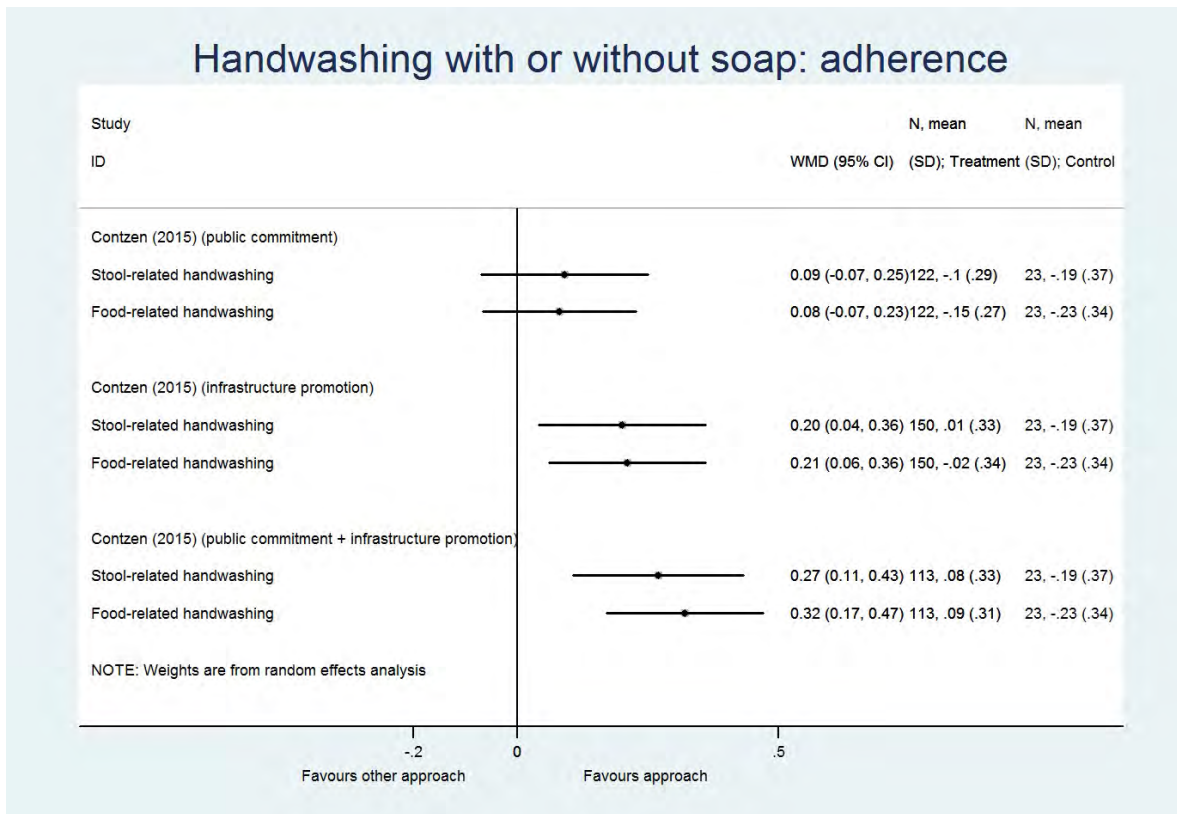 Handwashing with or without soap: adherence
Study N, mean N, mean
ID WMD (95% CI) (SD); Treatment (SD); Control
Contzen (2015) (public commitment)
Stool-related handwashing 0.09 (-0.07, 0.25) 122, -.1 (.29) 23, -.19 (.37)
Food-related handwashing 0.08 (-0.07, 0.23) 122, -.15 (.27) 23, -.23 (.34)
Contzen (2015) (infrastructure promotion)
Stool-related handwashing 0.20 (0.04, 0.36) 150, .01 (.33) 23, -.19 (.37)
Food-related handwashing 0.21 (0.06, 0.36) 150, -.02 (.34) 23, -.23 (.34)
Contzen (2015) (public commitment + infrastructure promotion)
Stool-related handwashing 0.27 (0.11, 0.43) 113, .08 (.33) 23, -.19 (.37)
Food-related handwashing 0.32 (0.17, 0.47) 113, .09 (.31) 23, -.23 (.34)
NOTE: Weights are from random effects analysis
-.2 0 .5
Favours other approach Favours approach